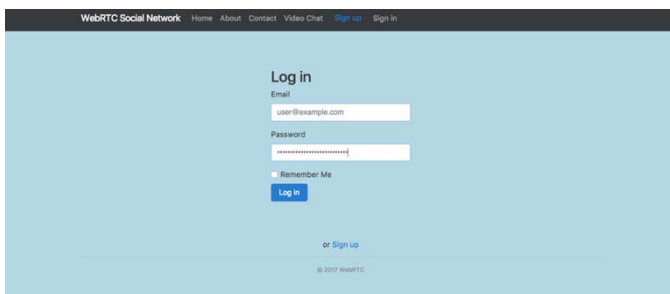 WebRTC Social Network Home About Contact Video Chat Sign up Sign in
Log in
Email
user@example.com
Password
Remember Me
Log in
or Sign up
© 2017 WebRTC